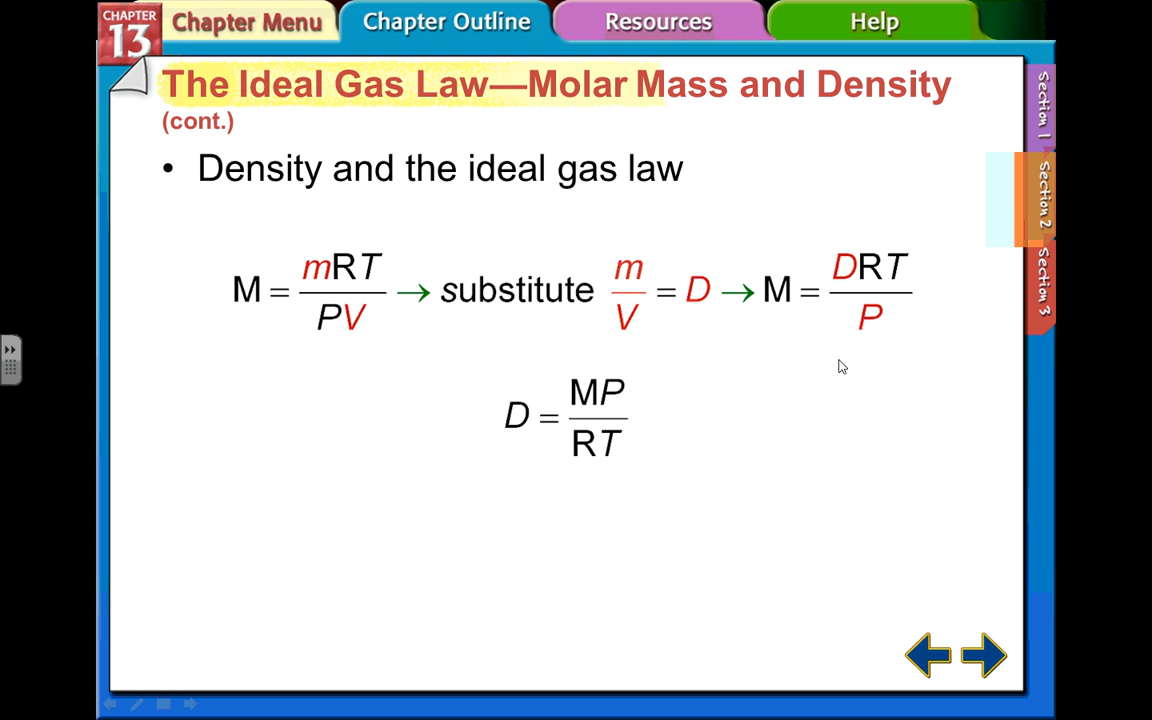 CHAPTER
13
Chapter Menu
Chapter Outline
Resources
Help
The Ideal Gas Law—Molar Mass and Density
(cont.)
• Density and the ideal gas law
M = mRT / PV → substitute m / V = D → M = DRT / P
D = MP / RT
Section 1
Section 2
Section 3